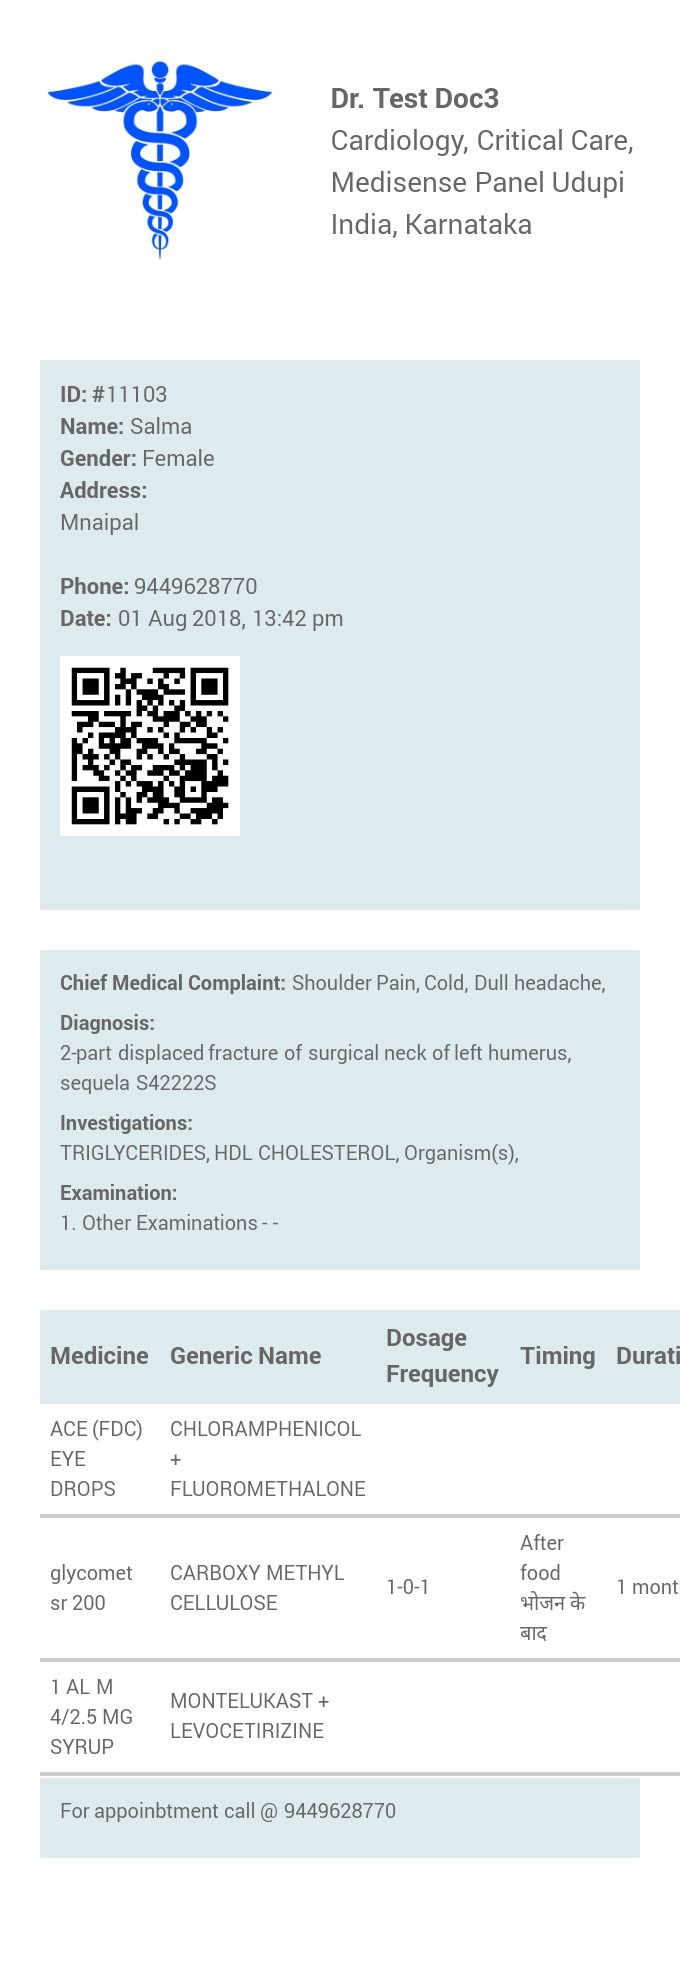 Dr. Test Doc3
Cardiology, Critical Care,
Medisense Panel Udupi
India, Karnataka
ID: #11103
Name: Salma
Gender: Female
Address:
Mnaipal
Phone: 9449628770
Date: 01 Aug 2018, 13:42 pm
Chief Medical Complaint: Shoulder Pain, Cold, Dull headache,
Diagnosis:
2-part displaced fracture of surgical neck of left humerus,
sequela S42222S
Investigations:
TRIGLYCERIDES, HDL CHOLESTEROL, Organism(s),
Examination:
1. Other Examinations - -
Medicine Generic Name Dosage Frequency Timing Durati
ACE (FDC) EYE DROPS CHLORAMPHENICOL + FLUOROMETHALONE
glycomet sr 200 CARBOXY METHYL CELLULOSE 1-0-1 After food भोजन के बाद 1 mont
1 AL M 4/2.5 MG SYRUP MONTELUKAST + LEVOCETIRIZINE
For appoinbtment call @ 9449628770